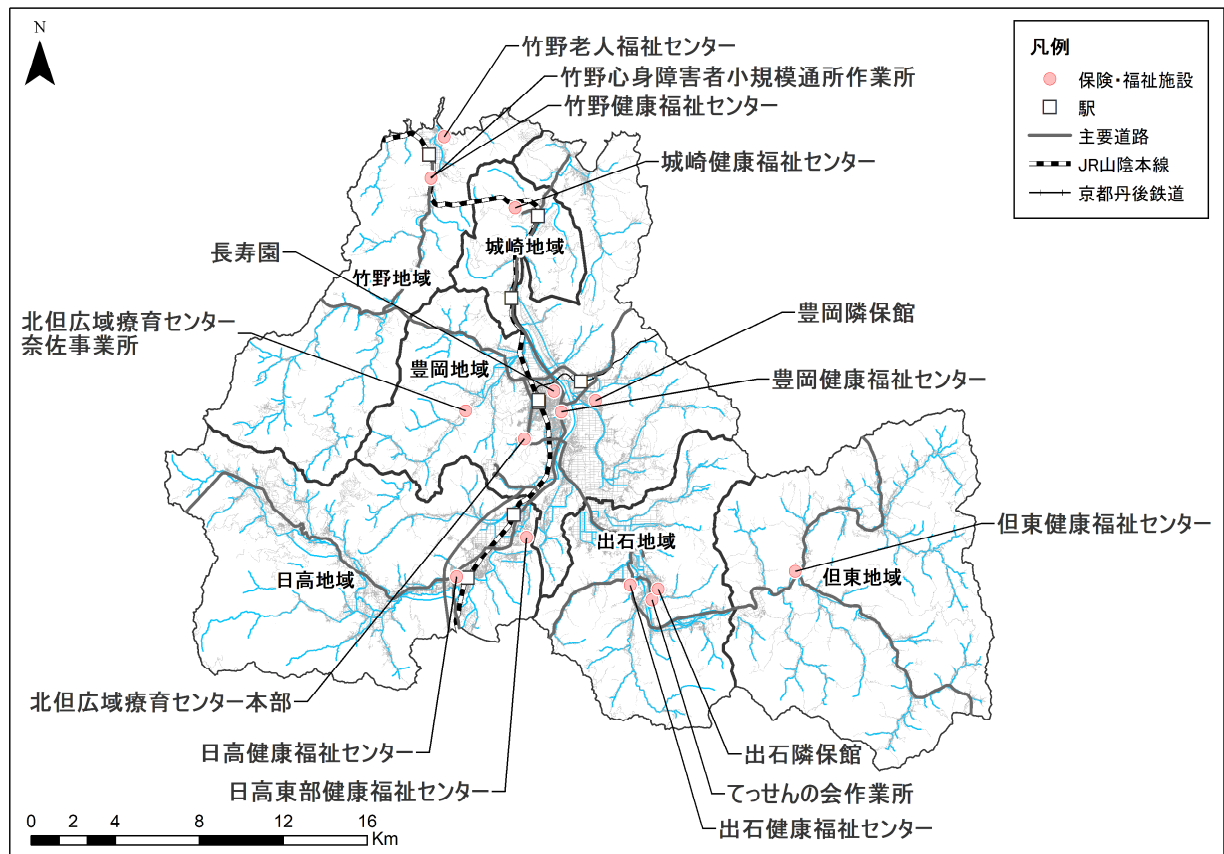 N
竹野老人福祉センター
竹野心身障害者小規模通所作業所
竹野健康福祉センター
城崎健康福祉センター
凡例
保険・福祉施設
駅
主要道路
JR山陰本線
京都丹後鉄道
長寿園
城崎地域
竹野地域
北但広域療育センター
奈佐事業所
豊岡隣保館
豊岡地域
豊岡健康福祉センター
但東健康福祉センター
出石地域
日高地域
但東地域
北但広域療育センター本部
日高健康福祉センター
出石隣保館
日高東部健康福祉センター
てっせんの会作業所
出石健康福祉センター
0 2 4 8 12 16
Km